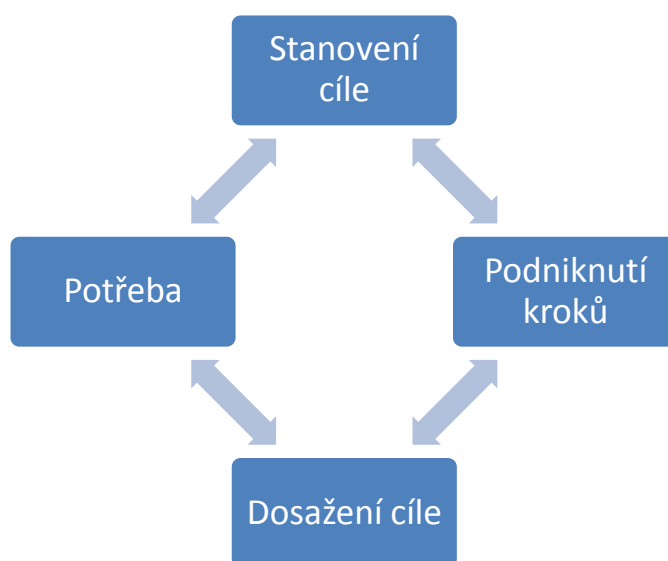 Stanovení
cíle
Potřeba
Podniknutí
kroků
Dosažení cíle